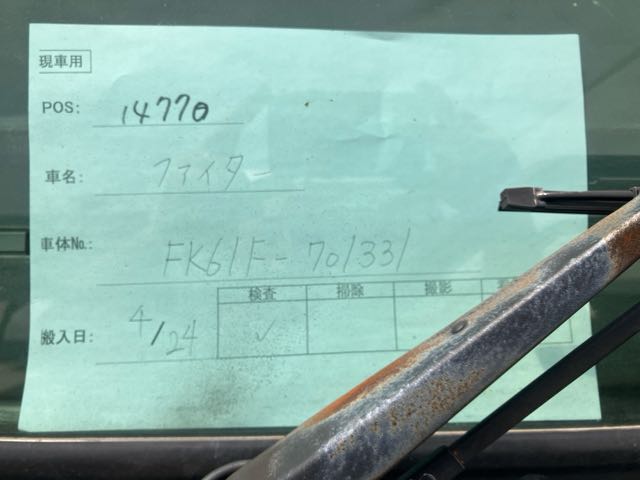 現車用
POS: 14770
車名: ファイター
車体No.: FK61F-701331
検査 掃除 撮影
搬入日: 4/24 ✓